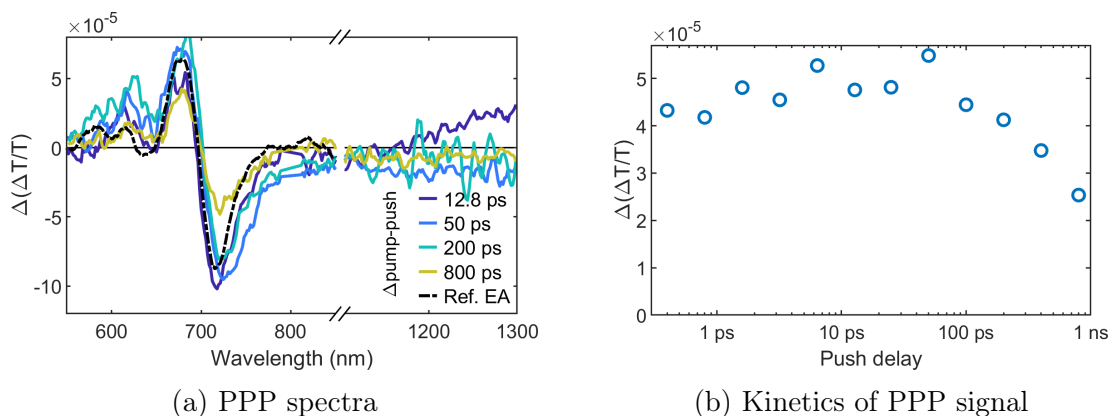 ×10⁻⁵
5
0
-5
-10
Δ(ΔT/T)
600
700
800
1200
1300
Wavelength (nm)
Δpump-push
12.8 ps
50 ps
200 ps
800 ps
Ref. EA
(a) PPP spectra
×10⁻⁵
5
4
3
2
1
0
Δ(ΔT/T)
1 ps
10 ps
100 ps
1 ns
Push delay
(b) Kinetics of PPP signal